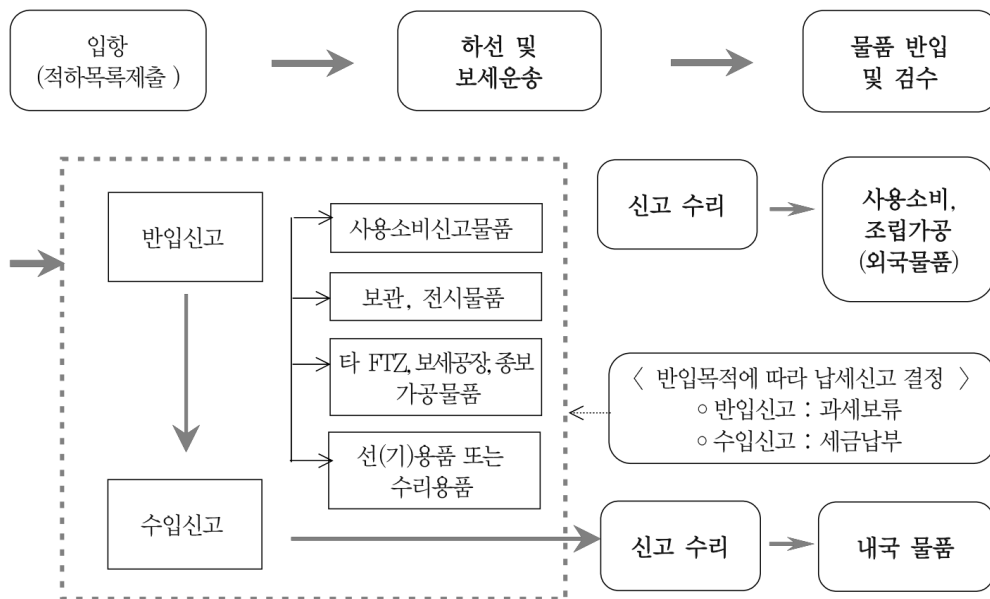 입항
(적하목록제출 )
하선 및
보세운송
물품 반입
및 검수
반입신고
사용소비신고물품
보관, 전시물품
타 FTZ, 보세공장, 종보
가공물품
선(기)용품 또는
수리용품
수입신고
신고 수리
사용소비,
조립가공
(외국물품)
〈 반입목적에 따라 납세신고 결정 〉
○ 반입신고 : 과세보류
○ 수입신고 : 세금납부
신고 수리
내국 물품